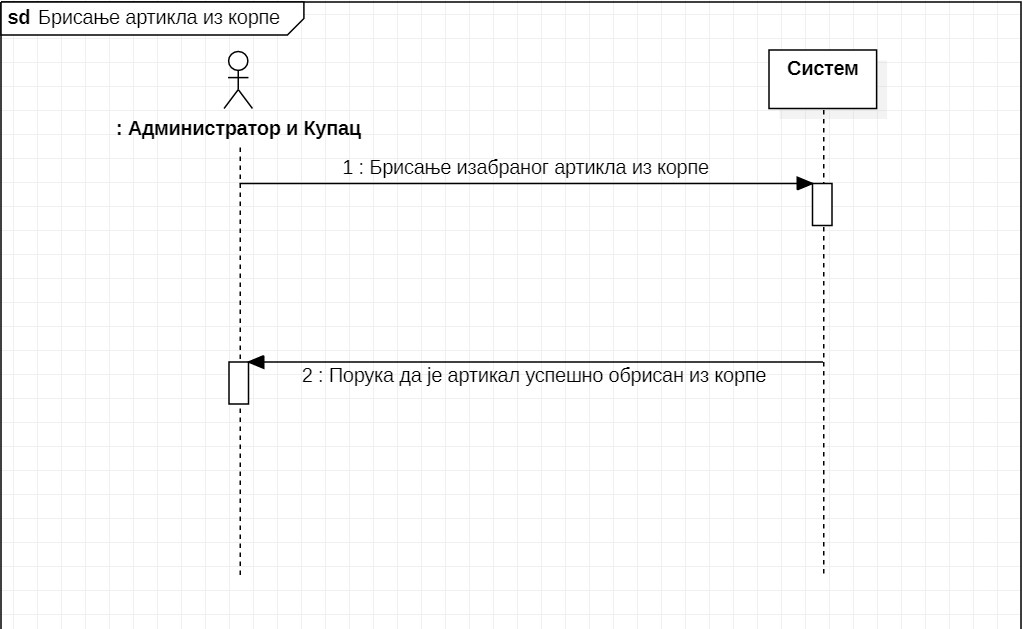 sd Брисање артикла из корпе
Систем
: Администратор и Купац
1 : Брисање изабраног артикла из корпе
2 : Порука да је артикал успешно обрисан из корпе